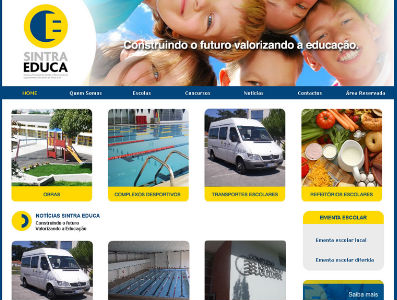 SINTRA
EDUCA
Construindo o futuro valorizando a educação.
HOME Quem Somos Escolas Concursos Notícias Contactos Área Reservada
OBRAS COMPLEXOS DESPORTIVOS TRANSPORTES ESCOLARES REFEITÓRIOS ESCOLARES
NOTÍCIAS SINTRA EDUCA
Construindo o futuro
Valorizando a Educação
EMENTA ESCOLAR
Ementa escolar local
Ementa escolar diferida
Saiba mais